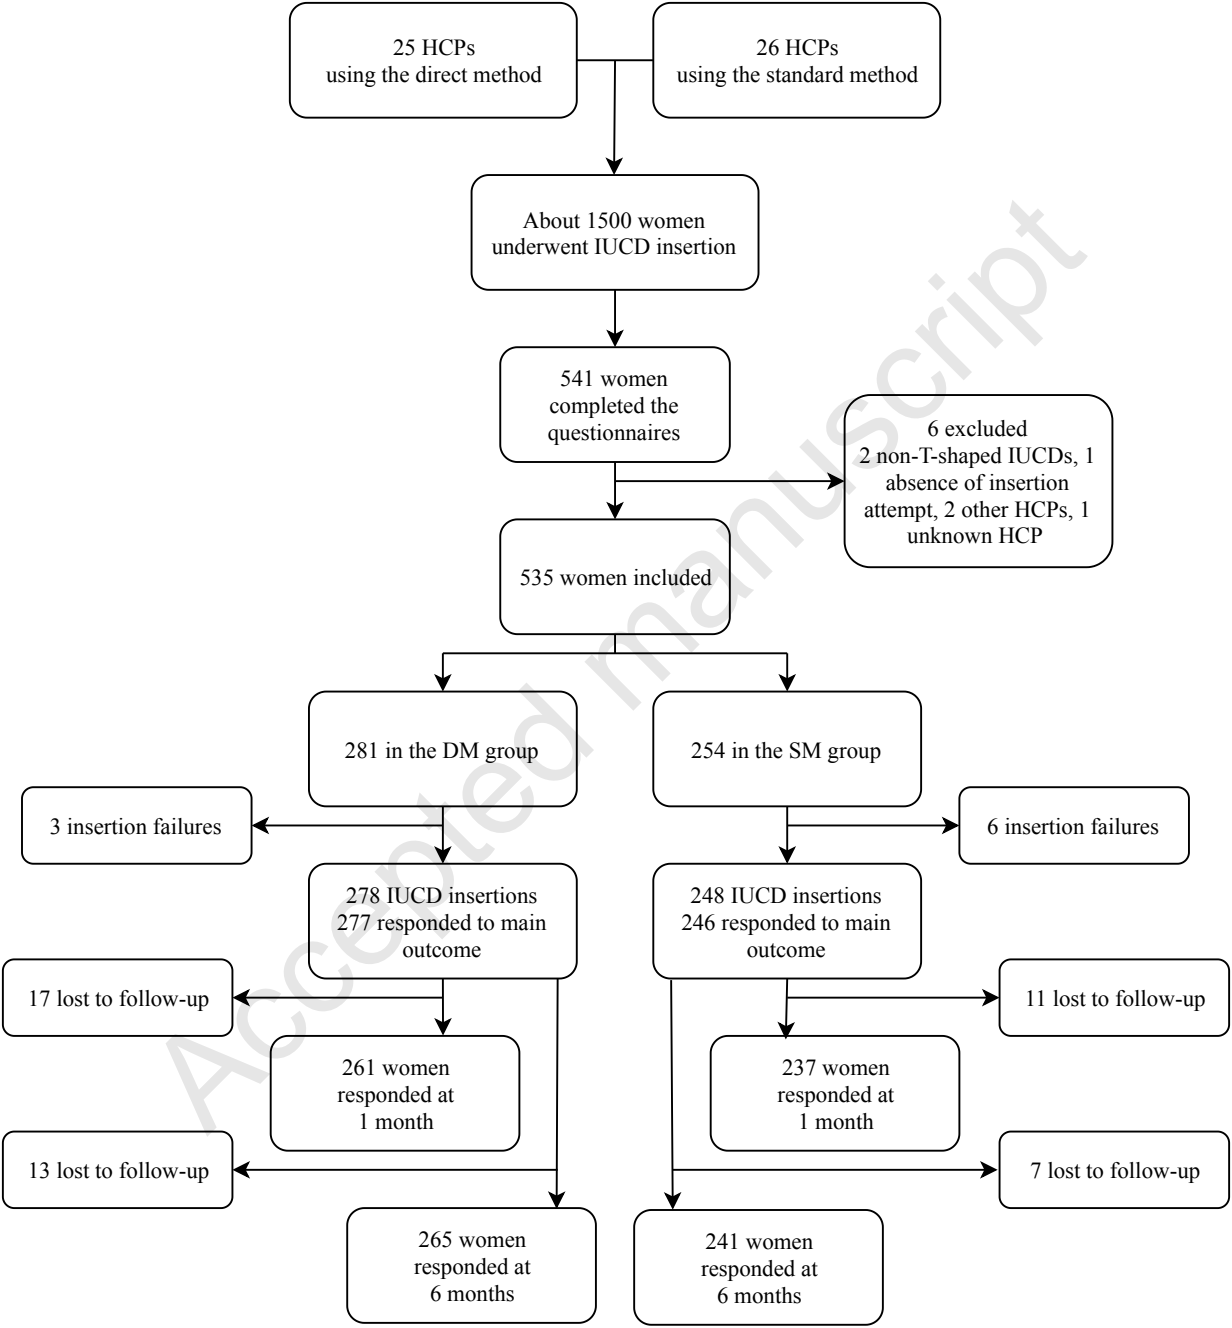 25 HCPs
using the direct method
26 HCPs
using the standard method
About 1500 women
underwent IUCD insertion
541 women
completed the
questionnaires
6 excluded
2 non-T-shaped IUCDs, 1
absence of insertion
attempt, 2 other HCPs, 1
unknown HCP
535 women included
281 in the DM group
254 in the SM group
3 insertion failures
6 insertion failures
278 IUCD insertions
277 responded to main
outcome
248 IUCD insertions
246 responded to main
outcome
17 lost to follow-up
11 lost to follow-up
261 women
responded at
1 month
237 women
responded at
1 month
13 lost to follow-up
7 lost to follow-up
265 women
responded at
6 months
241 women
responded at
6 months
Accepted manuscript